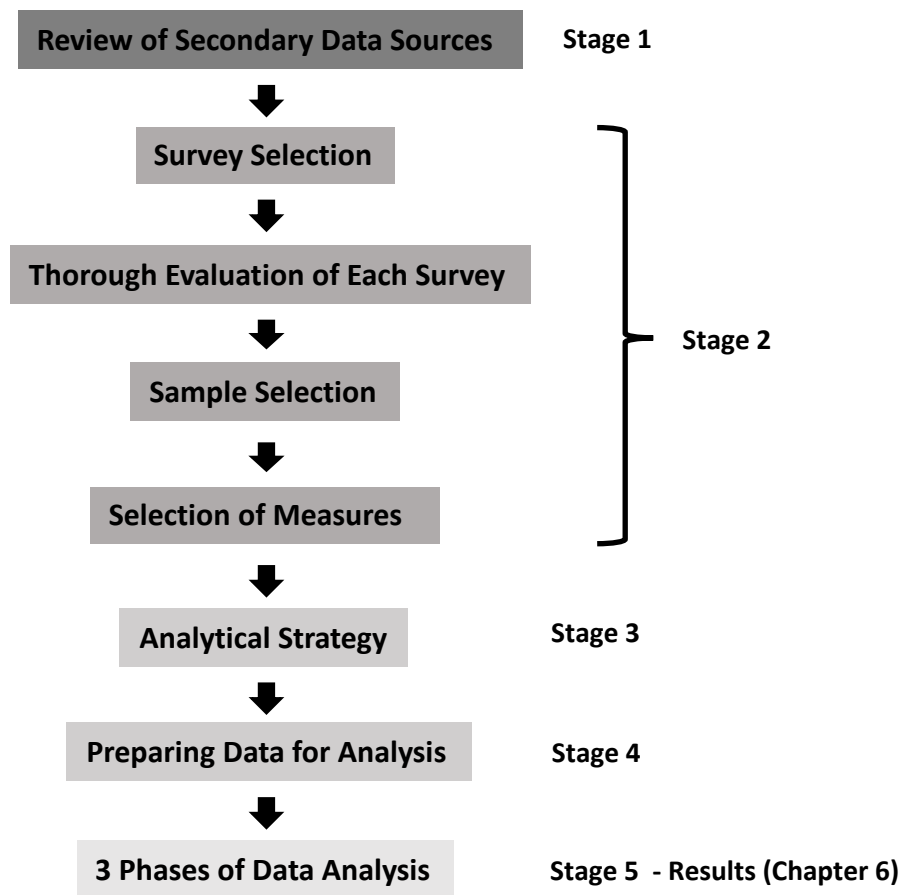 Review of Secondary Data Sources
Stage 1
Survey Selection
Thorough Evaluation of Each Survey
Stage 2
Sample Selection
Selection of Measures
Analytical Strategy
Stage 3
Preparing Data for Analysis
Stage 4
3 Phases of Data Analysis
Stage 5 - Results (Chapter 6)